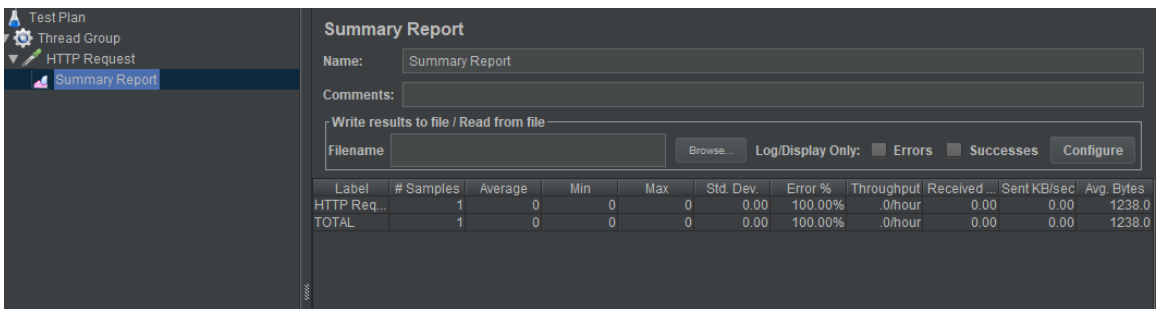 Test Plan
Thread Group
HTTP Request
Summary Report
Summary Report
Name: Summary Report
Comments:
Write results to file / Read from file
Filename Browse... Log/Display Only: Errors Successes Configure
Label # Samples Average Min Max Std. Dev. Error % Throughput Received ... Sent KB/sec Avg. Bytes
HTTP Req... 1 0 0 0 0.00 100.00% .0/hour 0.00 0.00 1238.0
TOTAL 1 0 0 0 0.00 100.00% .0/hour 0.00 0.00 1238.0